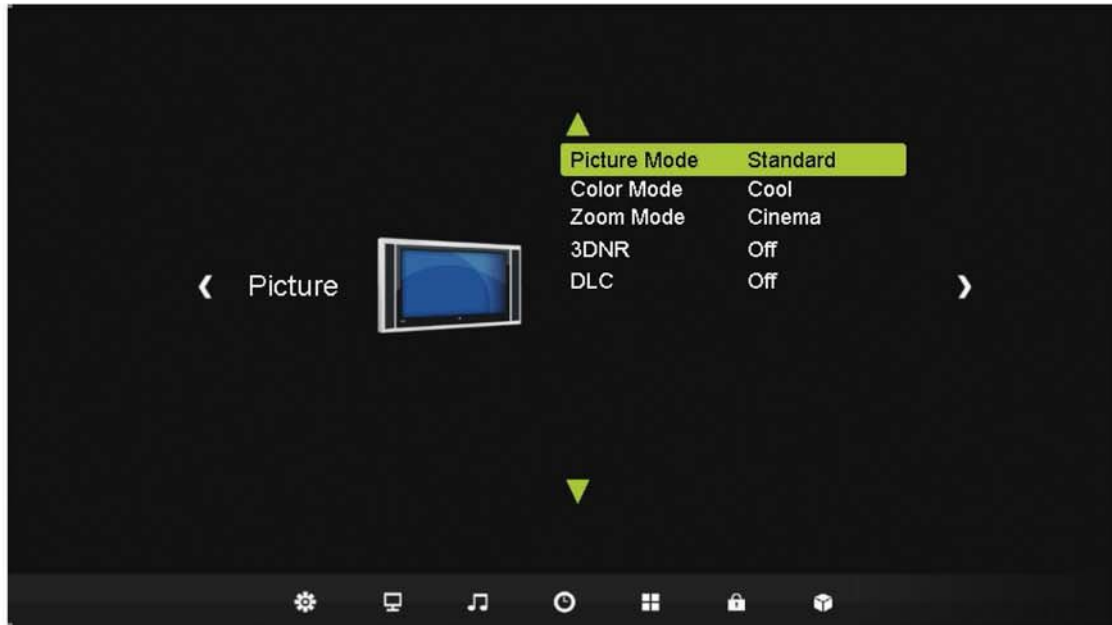 Picture Mode Standard
Color Mode Cool
Zoom Mode Cinema
3DNR Off
DLC Off
Picture